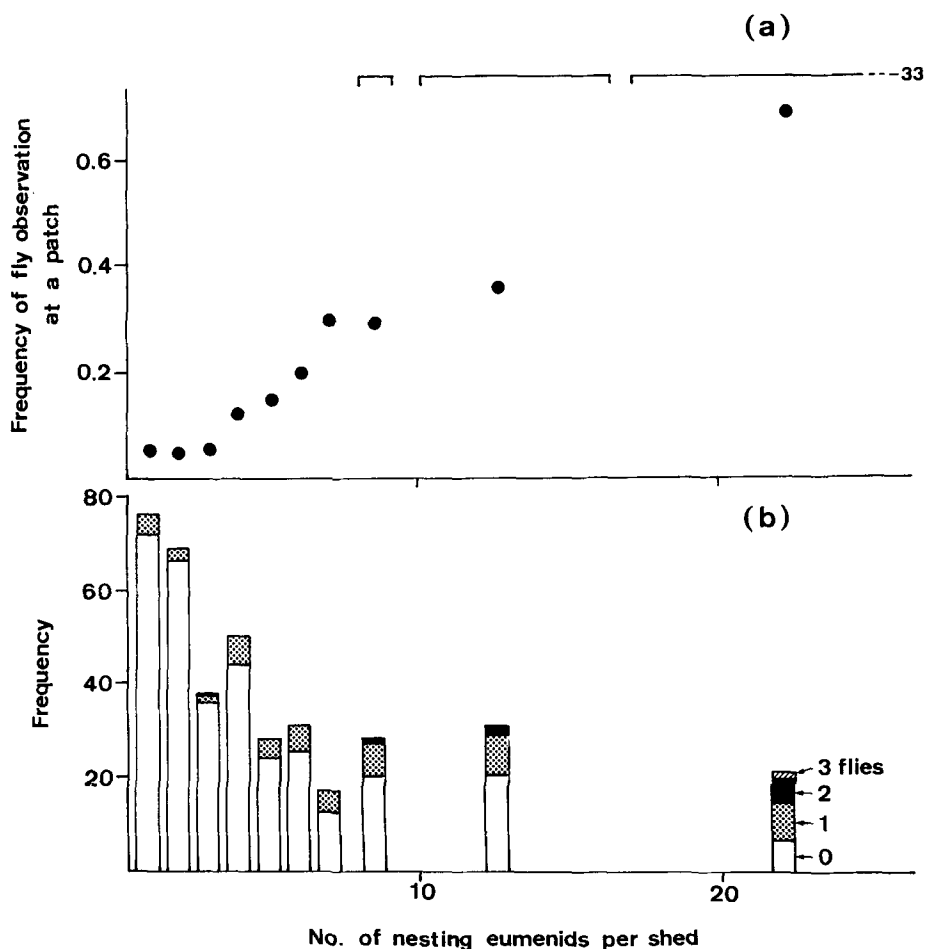 (a)
33
Frequency of fly observation
at a patch
0.6
0.4
0.2
(b)
Frequency
80
60
40
20
3 flies
2
1
0
10
20
No. of nesting eumenids per shed